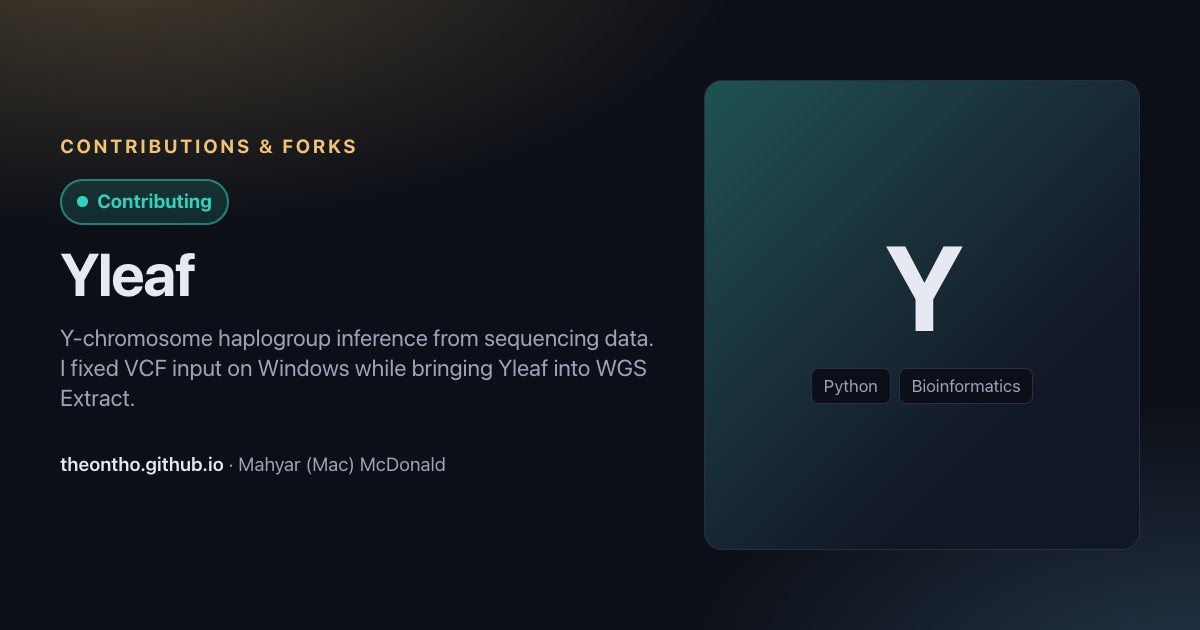 CONTRIBUTIONS & FORKS
Contributing
Yleaf
Y-chromosome haplogroup inference from sequencing data.
I fixed VCF input on Windows while bringing Yleaf into WGS
Extract.
theontho.github.io · Mahyar (Mac) McDonald
Y
Python Bioinformatics